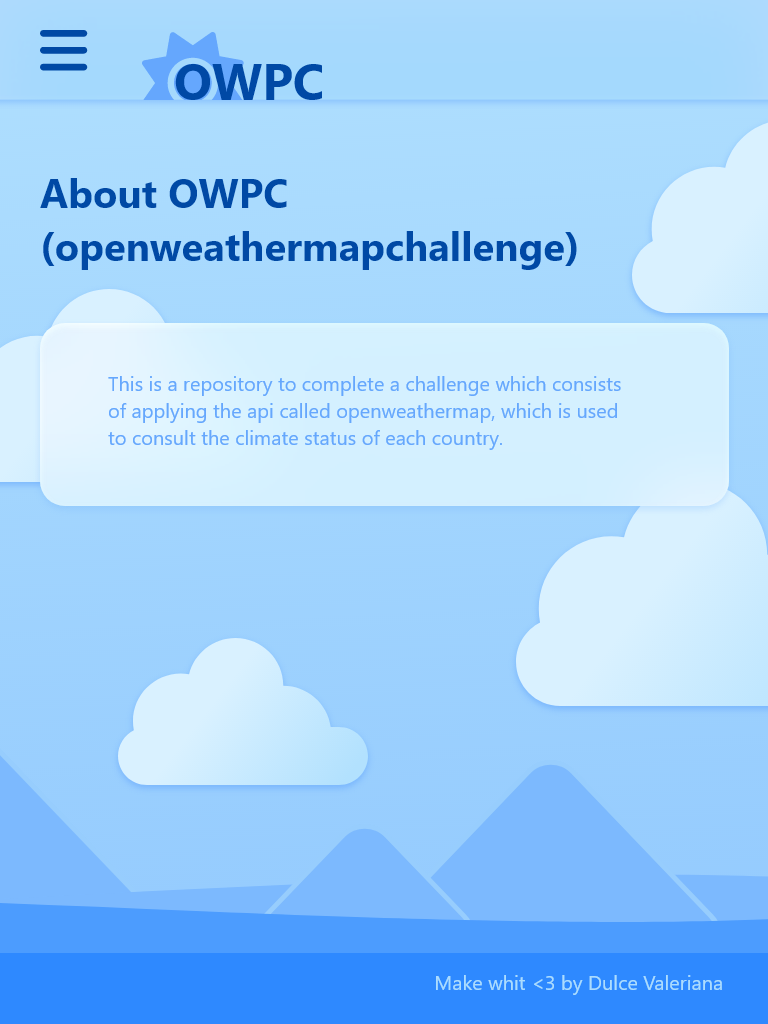 OWPC
About OWPC
(openweathermapchallenge)
This is a repository to complete a challenge which consists
of applying the api called openweathermap, which is used
to consult the climate status of each country.
Make whit <3 by Dulce Valeriana